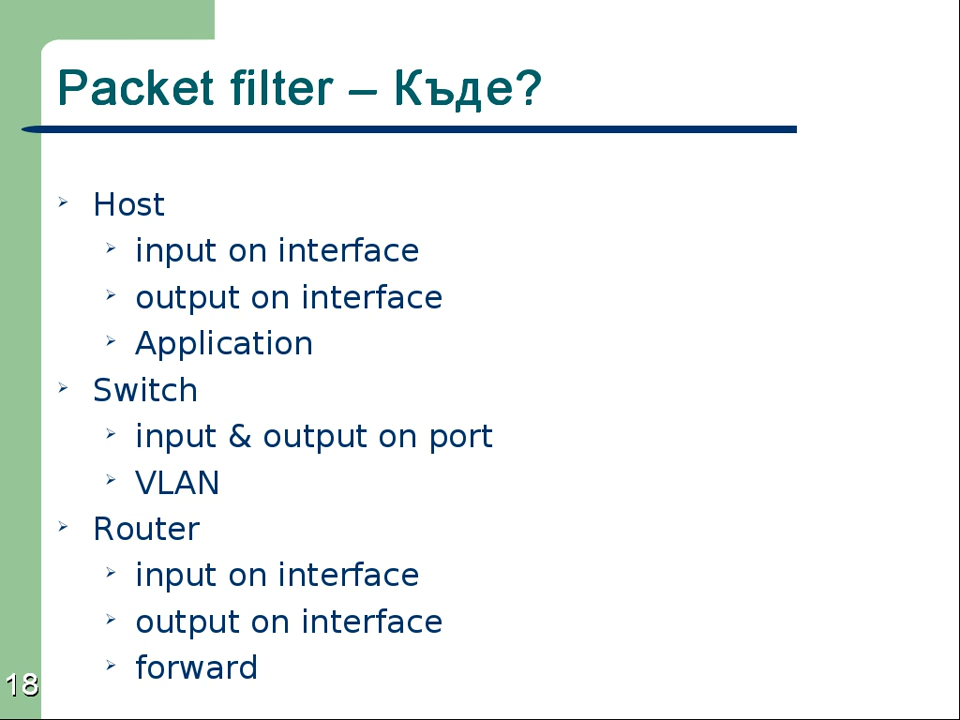 Packet filter – Къде?
Host
input on interface
output on interface
Application
Switch
input & output on port
VLAN
Router
input on interface
output on interface
forward
18